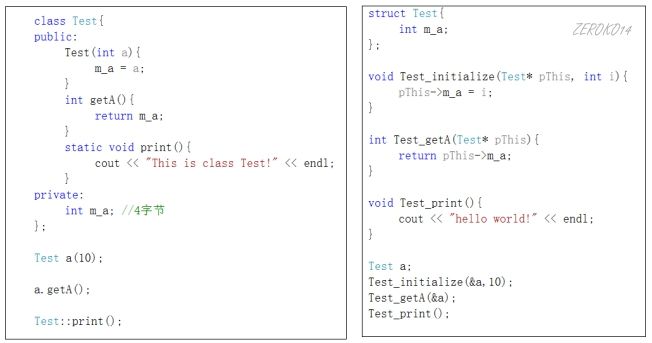 class Test{
public:
    Test(int a){
        m_a = a;
    }
    int getA(){
        return m_a;
    }
    static void print(){
        cout << "This is class Test!" << endl;
    }
private:
    int m_a; //4字节
};
Test a(10);
a.getA();
Test::print();
struct Test{
    int m_a;
};
ZEROKO14
void Test_initialize(Test* pThis, int i){
    pThis->m_a = i;
}
int Test_getA(Test* pThis){
    return pThis->m_a;
}
void Test_print(){
    cout << "hello world!" << endl;
}
Test a;
Test_initialize(&a,10);
Test_getA(&a);
Test_print();